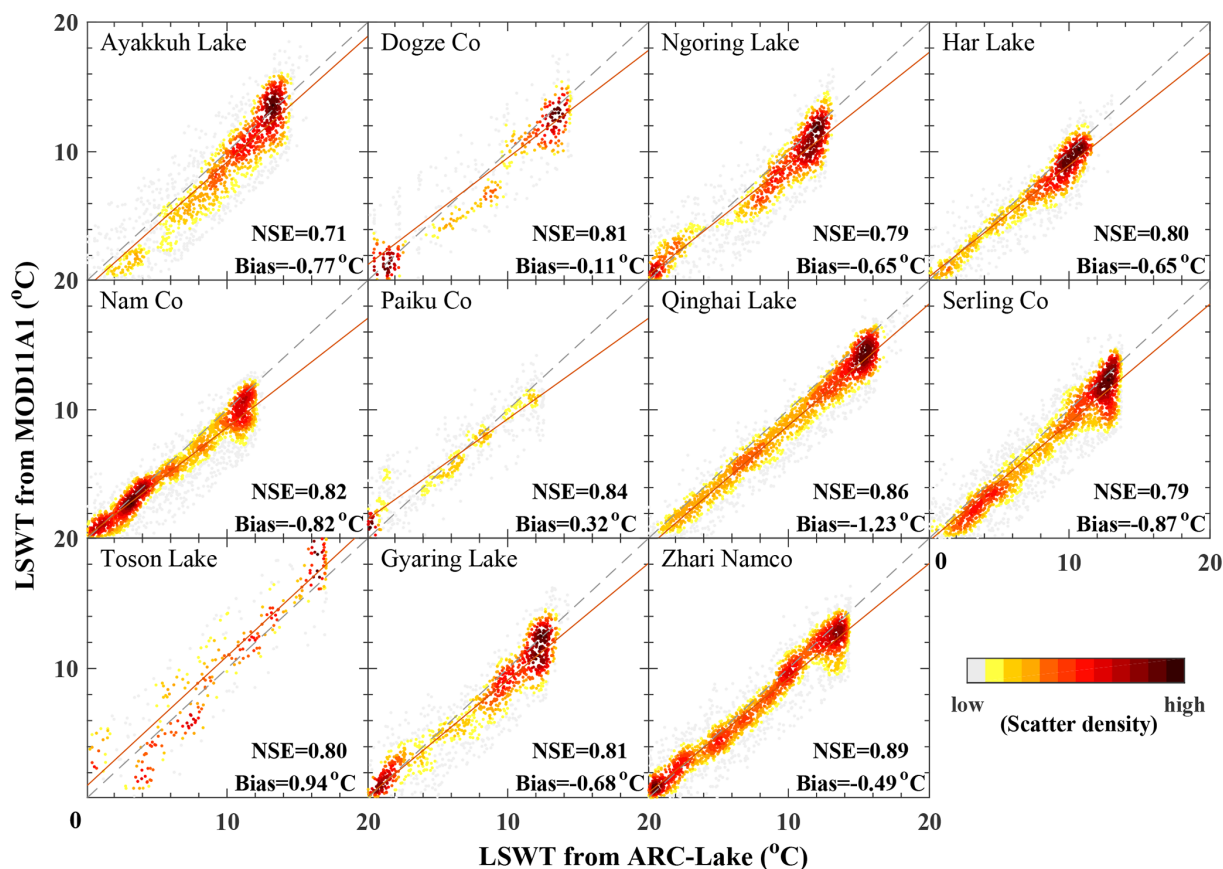 20
Ayakkuh Lake
Dogze Co
Ngoring Lake
Har Lake
10
NSE=0.71
Bias=-0.77°C
NSE=0.81
Bias=-0.11°C
NSE=0.79
Bias=-0.65°C
NSE=0.80
Bias=-0.65°C
20
Nam Co
Paiku Co
Qinghai Lake
Serling Co
LSWT from MOD11A1 (°C)
10
NSE=0.82
Bias=-0.82°C
NSE=0.84
Bias=0.32°C
NSE=0.86
Bias=-1.23°C
NSE=0.79
Bias=-0.87°C
20
Toson Lake
Gyaring Lake
Zhari Namco
0
10
20
10
NSE=0.80
Bias=0.94°C
NSE=0.81
Bias=-0.68°C
NSE=0.89
Bias=-0.49°C
low
high
(Scatter density)
0
10
20
10
20
10
20
LSWT from ARC-Lake (°C)